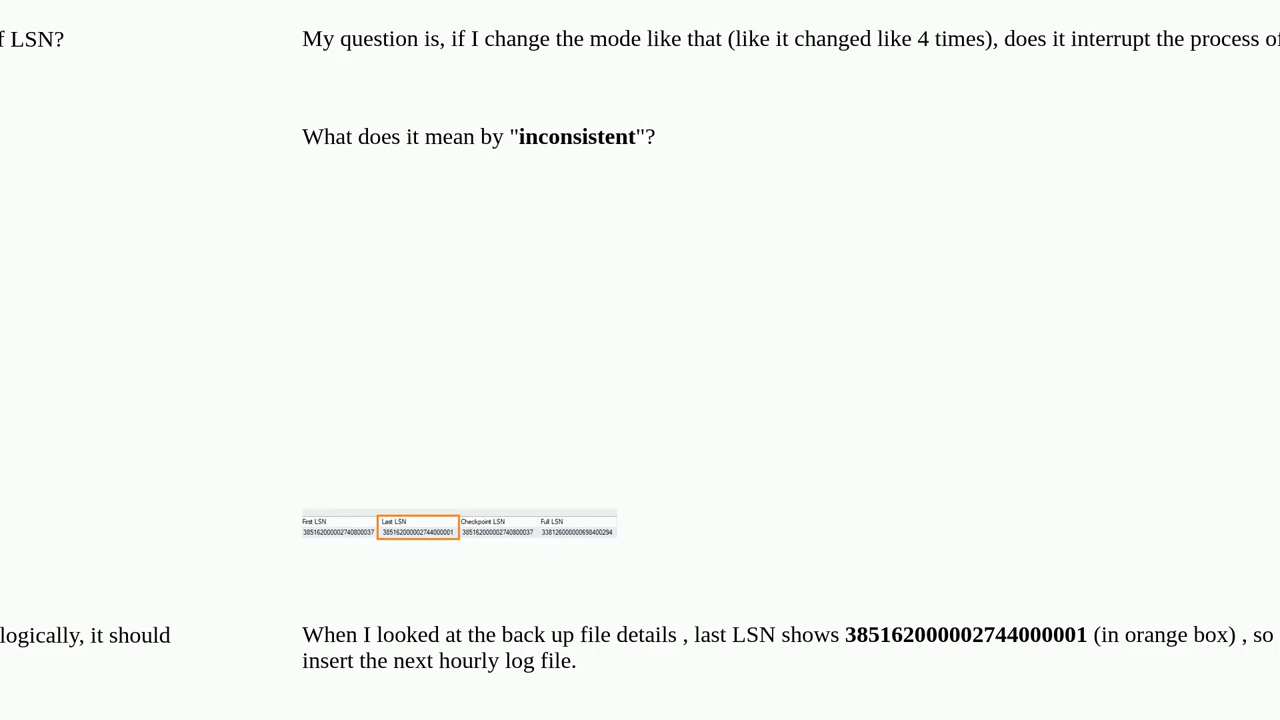 f LSN?
My question is, if I change the mode like that (like it changed like 4 times), does it interrupt the process of
What does it mean by "inconsistent"?
First LSN Last LSN Checkpoint LSN Full LSN
385162000002740800037 385162000002744000001 385162000002740800037 338126000000698400294
logically, it should
When I looked at the back up file details , last LSN shows 385162000002744000001 (in orange box) , so
insert the next hourly log file.